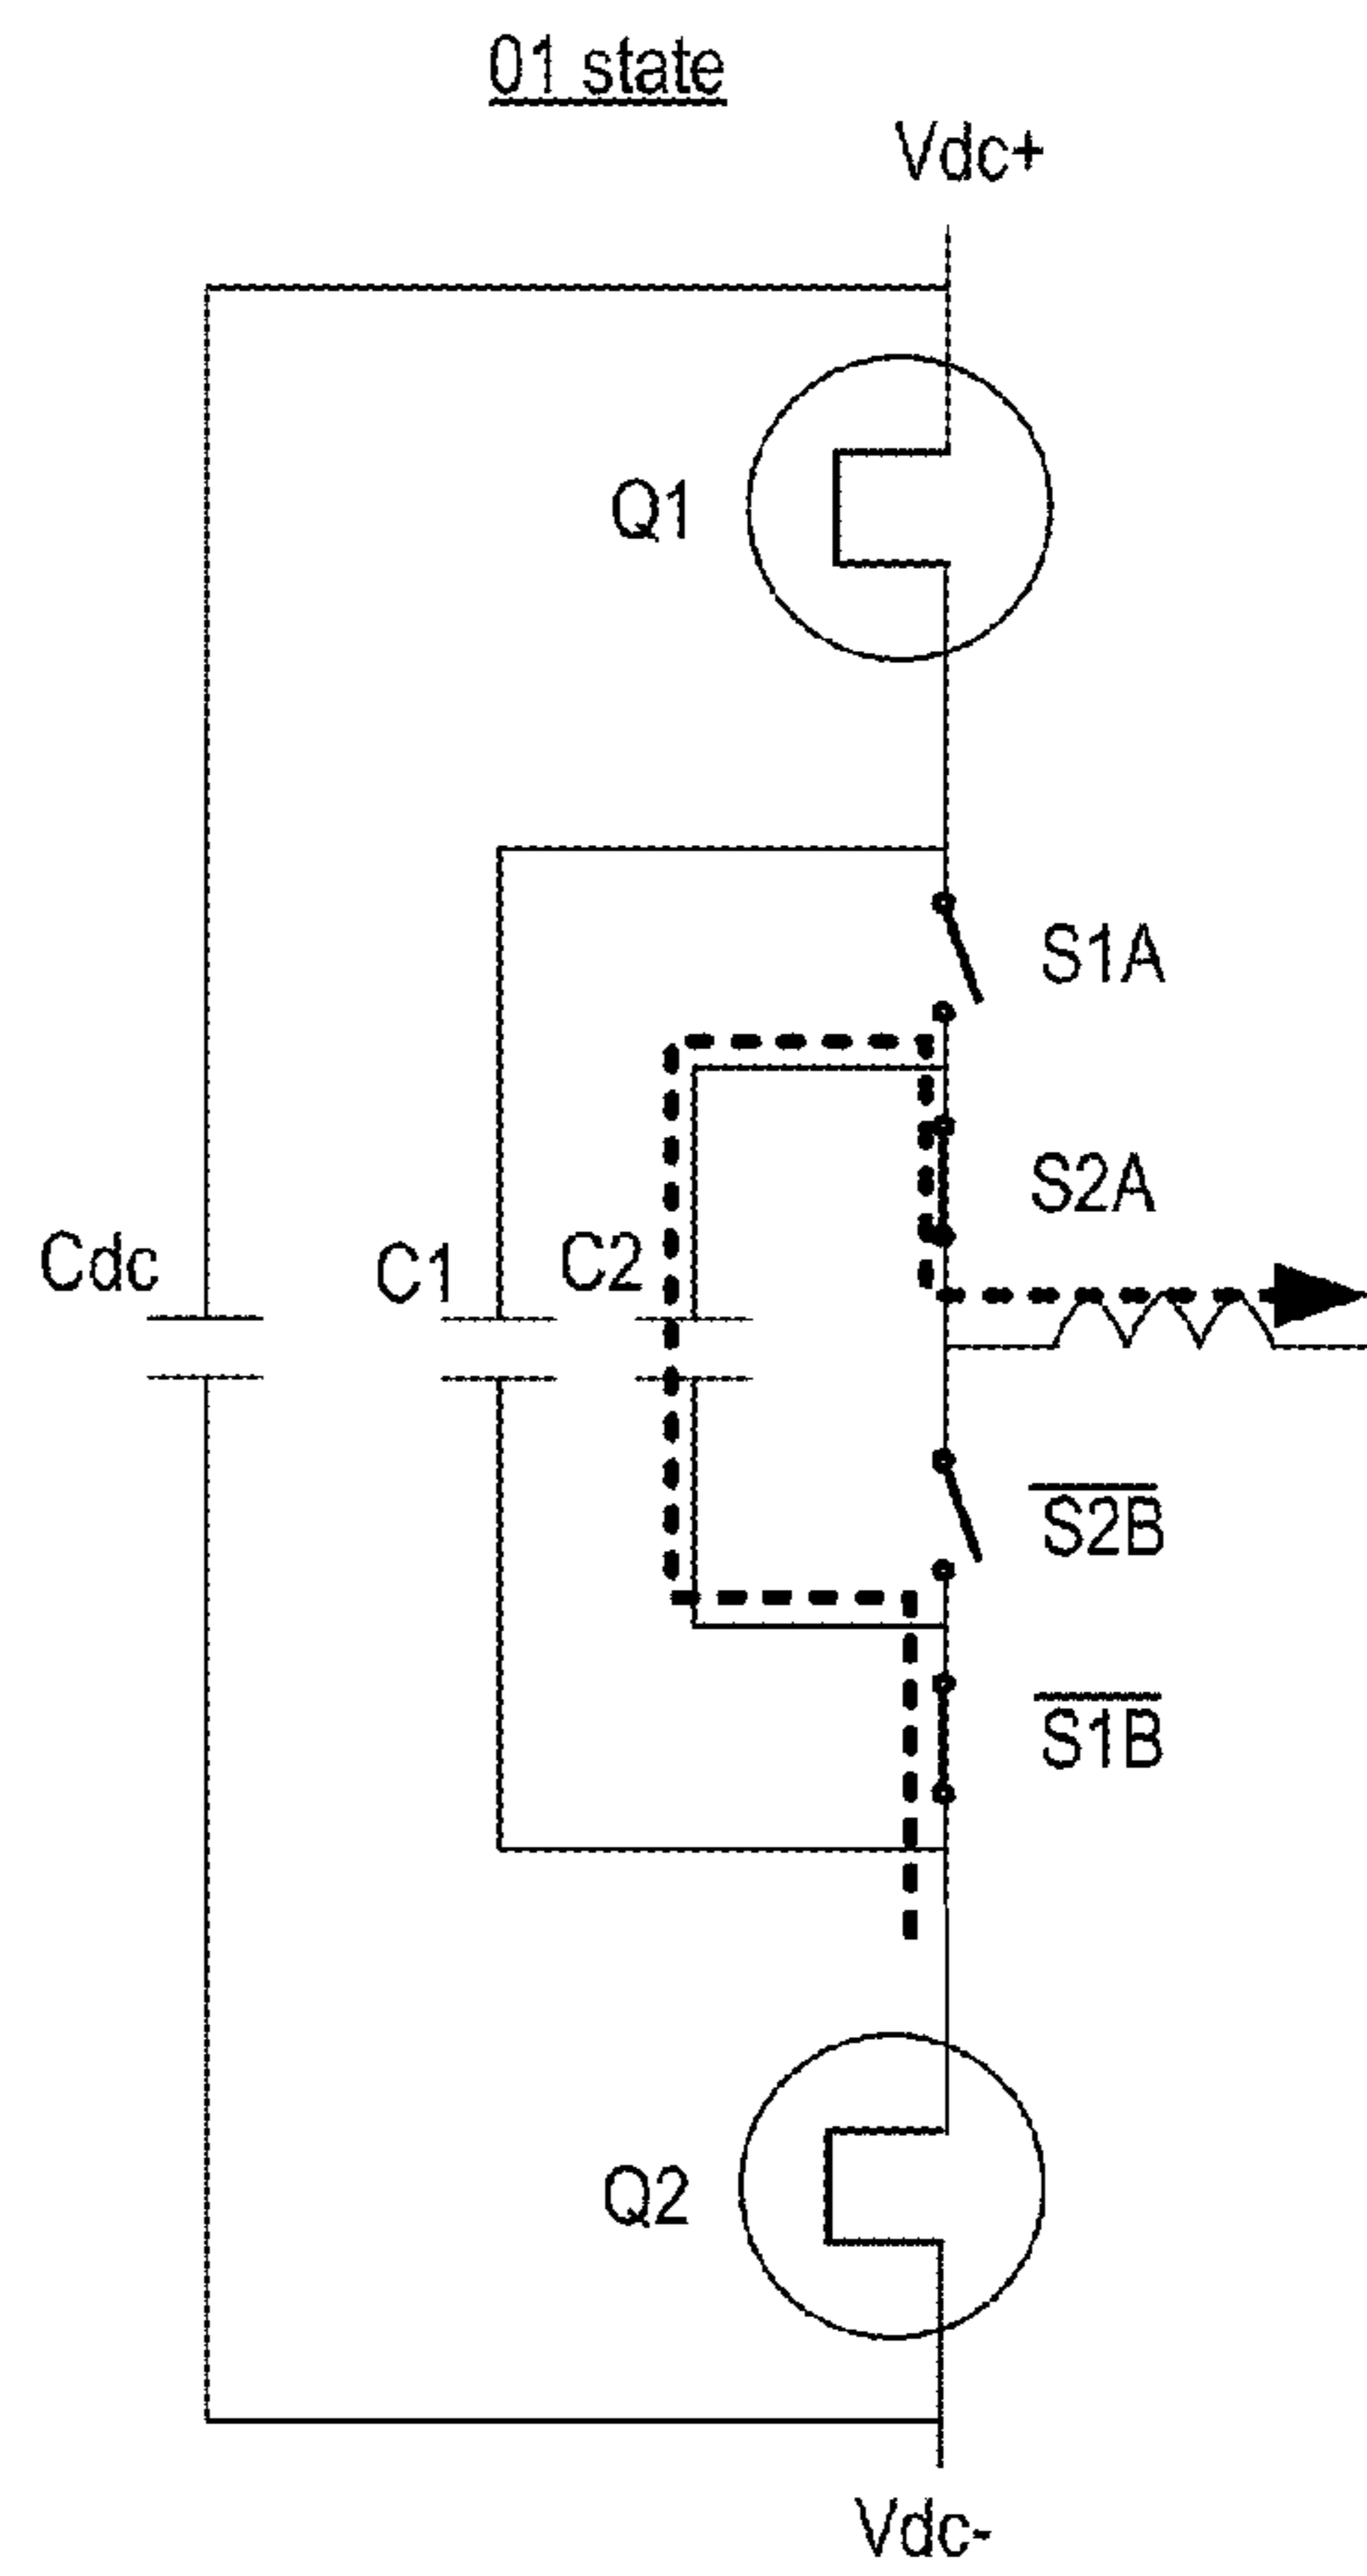 01 state
Vdc+
Q1
S1A
S2A
Cdc
C1
C2
S2B
S1B
Q2
Vdc-